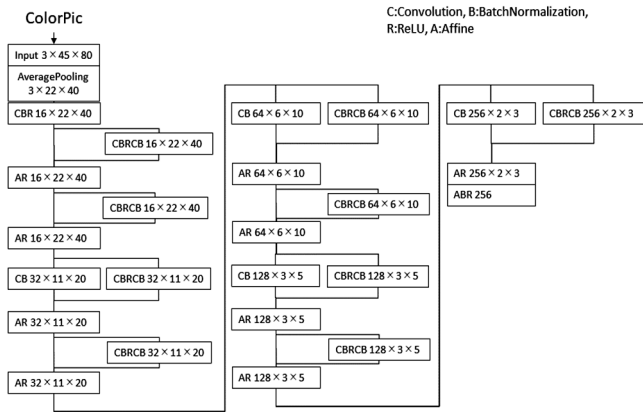 ColorPic
C:Convolution, B:BatchNormalization,
R:ReLU, A:Affine
Input 3×45×80
AveragePooling
3×22×40
CBR 16×22×40
CBRCB 16×22×40
AR 16×22×40
CBRCB 16×22×40
AR 16×22×40
CB 32×11×20
CBRCB 32×11×20
AR 32×11×20
CBRCB 32×11×20
AR 32×11×20
CB 64×6×10
CBRCB 64×6×10
AR 64×6×10
CBRCB 64×6×10
AR 64×6×10
CB 128×3×5
CBRCB 128×3×5
AR 128×3×5
CBRCB 128×3×5
AR 128×3×5
CB 256×2×3
CBRCB 256×2×3
AR 256×2×3
ABR 256